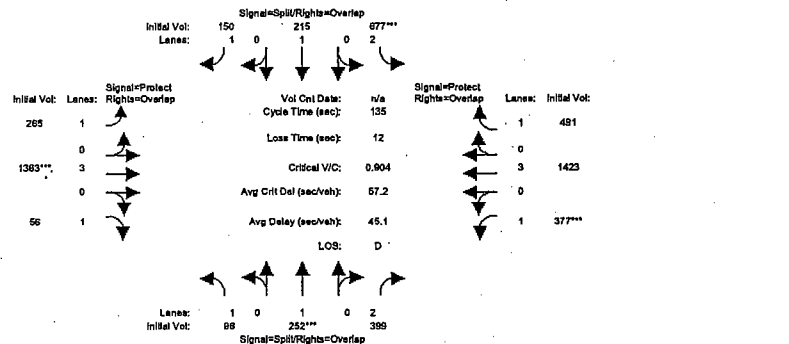 Signal=Split/Rights=Overlap
Initial Vol: 150 215 677***
Lanes: 1 0 1 0 2
Signal=Protect Signal=Protect
Initial Vol: Lanes: Rights=Overlap Vol Cnt Date: n/a Rights=Overlap Lanes: Initial Vol:
Cycle Time (sec): 135
265 1 1 491
Loss Time (sec): 12
0 0
1363***. 3 Critical V/C: 0.904 3 1423
0 Avg Crit Del (sec/veh): 57.2 0
56 1 Avg Delay (sec/veh): 45.1 1 377***
LOS: D
Lanes: 1 0 1 0 2
Initial Vol: 252*** 399
Signal=Split/Rights=Overlap